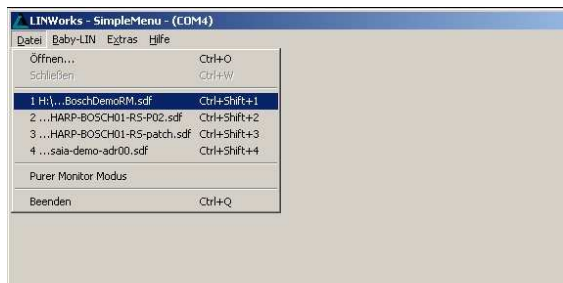 LINWorks - SimpleMenu - (COM4)
Datei Baby-LIN Extras Hilfe
Öffnen... Ctrl+O
Schließen Ctrl+W
1 H:\...BoschDemoRM.sdf Ctrl+Shift+1
2 ...HARP-BOSCH01-RS-P02.sdf Ctrl+Shift+2
3 ...HARP-BOSCH01-RS-patch.sdf Ctrl+Shift+3
4 ...saia-demo-adr00.sdf Ctrl+Shift+4
Purer Monitor Modus
Beenden Ctrl+Q